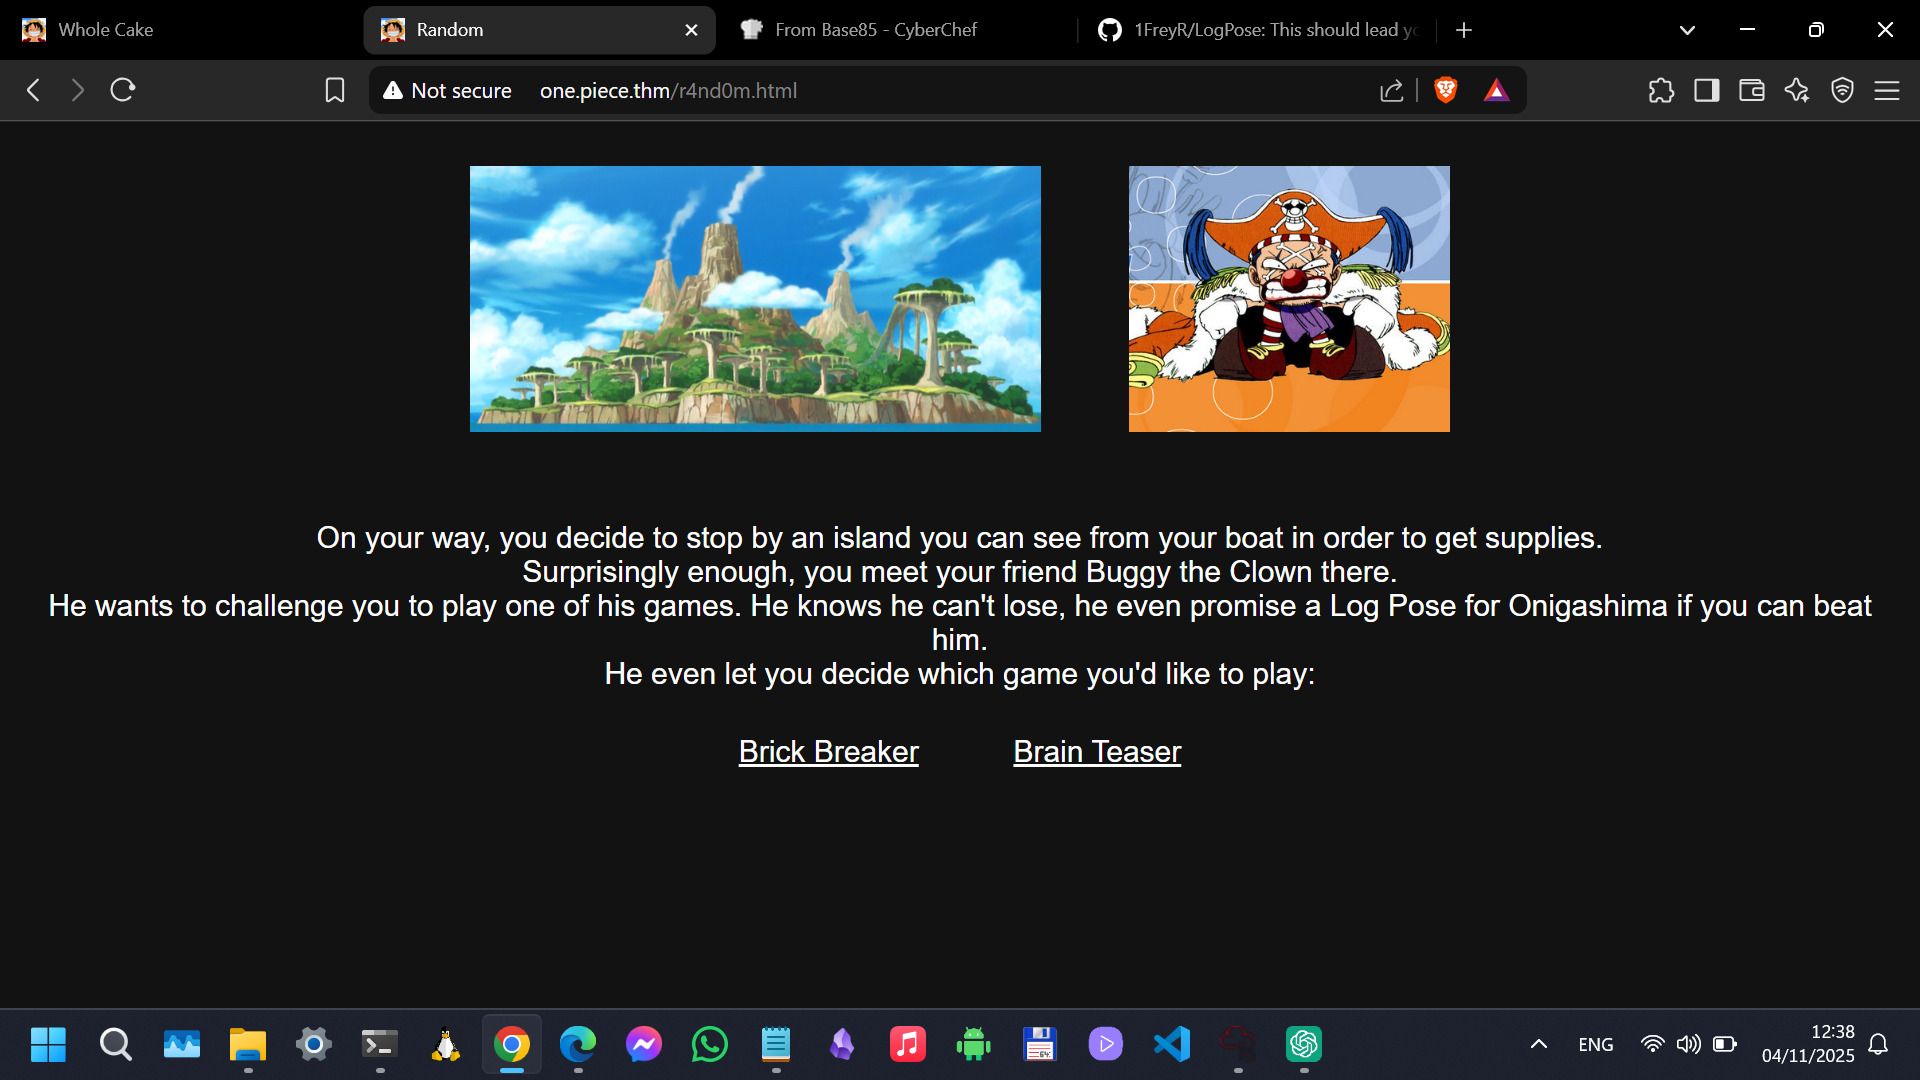 Whole Cake
Random
From Base85 - CyberChef
1FreyR/LogPose: This should lead yo
Not secure
one.piece.thm/r4nd0m.html
On your way, you decide to stop by an island you can see from your boat in order to get supplies.
Surprisingly enough, you meet your friend Buggy the Clown there.
He wants to challenge you to play one of his games. He knows he can't lose, he even promise a Log Pose for Onigashima if you can beat
him.
He even let you decide which game you'd like to play:
Brick Breaker
Brain Teaser
64
ENG
12:38
04/11/2025